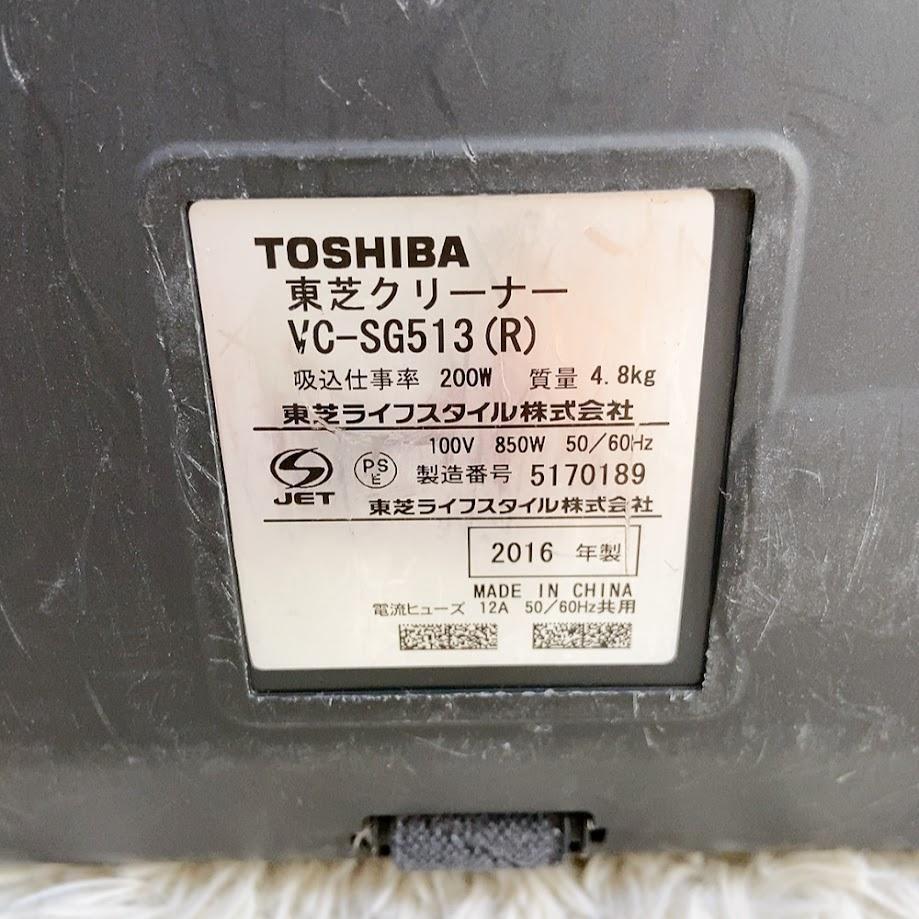 TOSHIBA
東芝クリーナー
VC-SG513(R)
吸込仕事率 200W 質量 4.8kg
東芝ライフスタイル株式会社
100V 850W 50/60Hz
JET PSE 製造番号 5170189
東芝ライフスタイル株式会社
2016 年製
MADE IN CHINA
電流ヒューズ 12A 50/60Hz共用